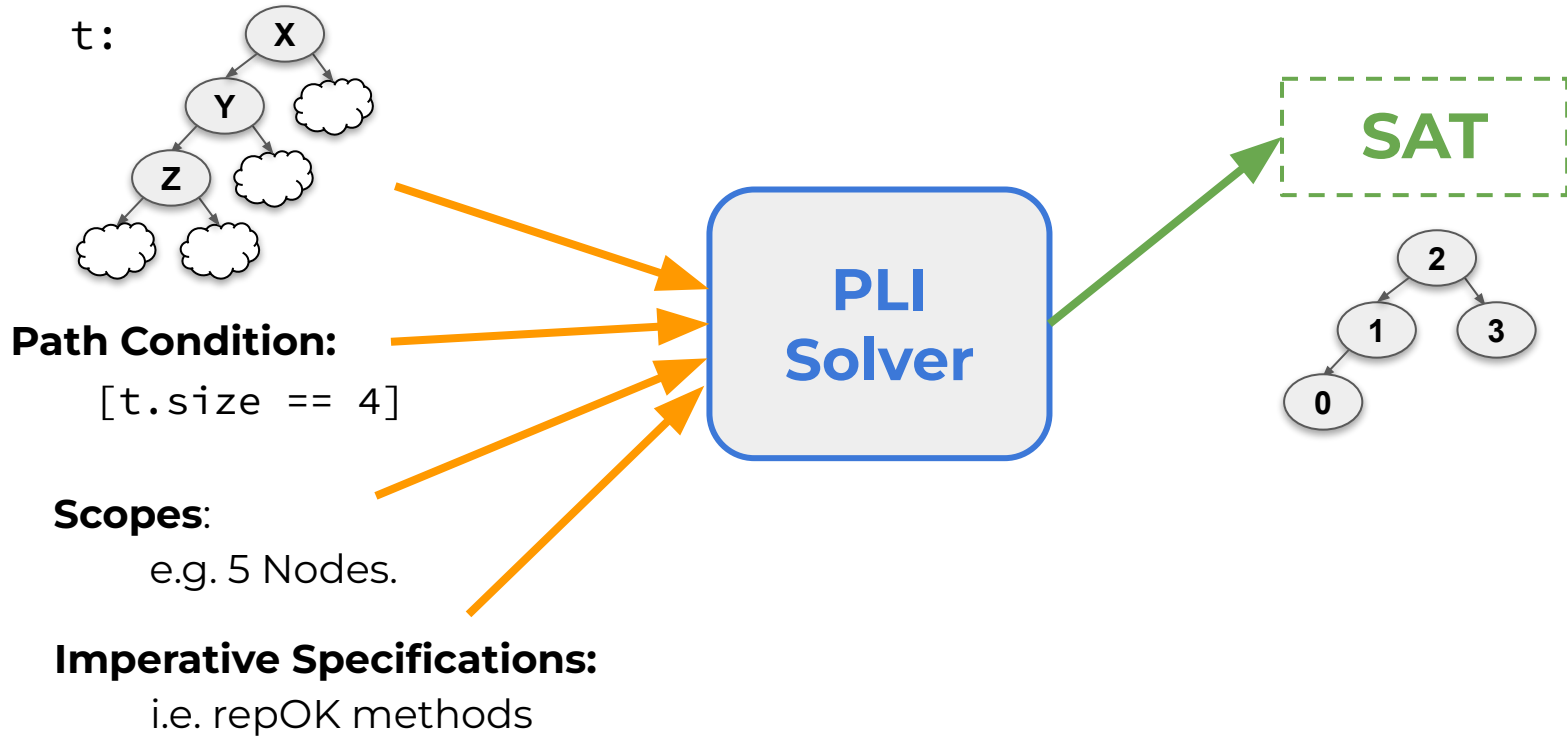 t:
X
Y
Z
Path Condition:
[t.size == 4]
Scopes:
e.g. 5 Nodes.
Imperative Specifications:
i.e. repOK methods
PLI
Solver
SAT
2
1
3
0